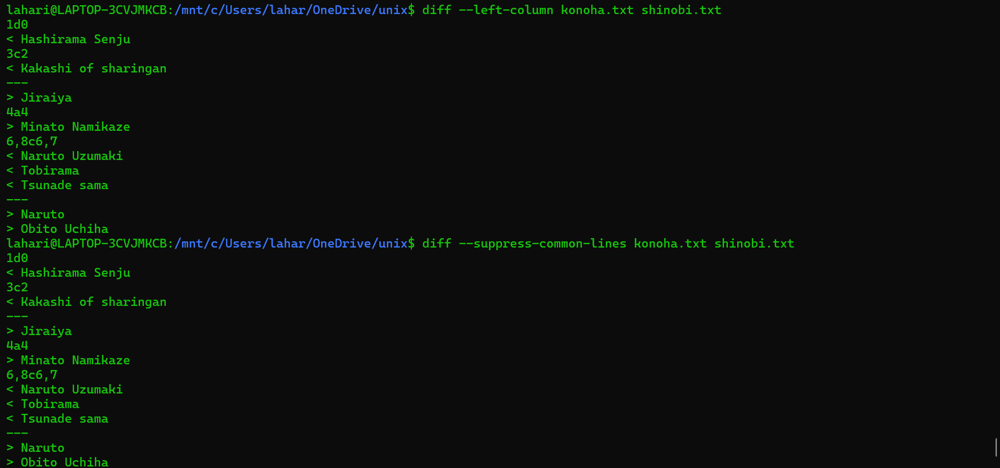 lahari@LAPTOP-3CVJMKCB:/mnt/c/Users/lahar/OneDrive/unix$ diff --left-column konoha.txt shinobi.txt
1d0
< Hashirama Senju
3c2
< Kakashi of sharingan
---
> Jiraiya
4a4
> Minato Namikaze
6,8c6,7
< Naruto Uzumaki
< Tobirama
< Tsunade sama
---
> Naruto
> Obito Uchiha
lahari@LAPTOP-3CVJMKCB:/mnt/c/Users/lahar/OneDrive/unix$ diff --suppress-common-lines konoha.txt shinobi.txt
1d0
< Hashirama Senju
3c2
< Kakashi of sharingan
---
> Jiraiya
4a4
> Minato Namikaze
6,8c6,7
< Naruto Uzumaki
< Tobirama
< Tsunade sama
---
> Naruto
> Obito Uchiha